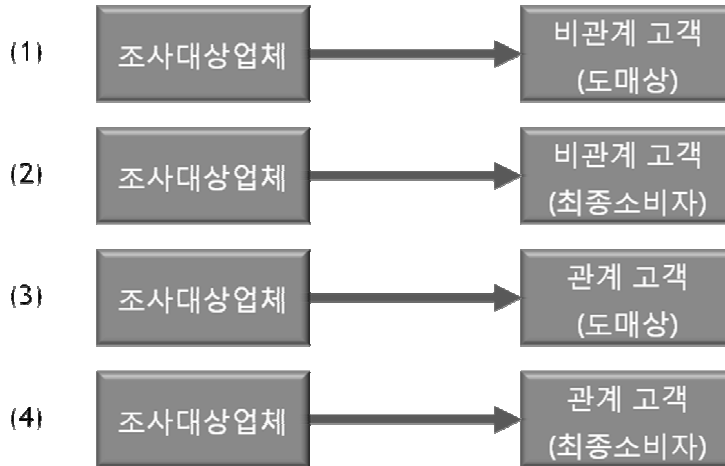 (1) 조사대상업체 비관계 고객
(도매상)
(2) 조사대상업체 비관계 고객
(최종소비자)
(3) 조사대상업체 관계 고객
(도매상)
(4) 조사대상업체 관계 고객
(최종소비자)